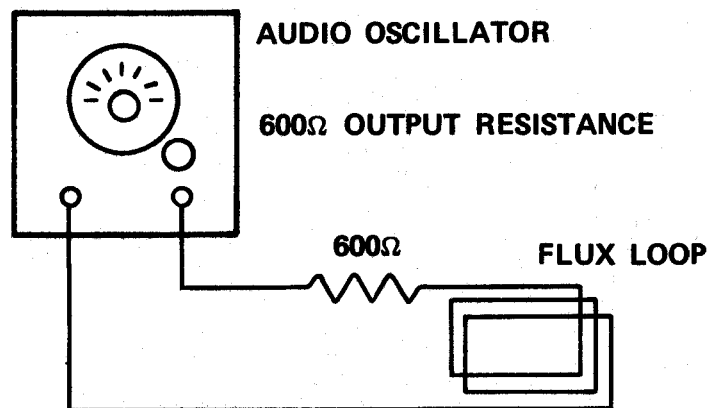 AUDIO OSCILLATOR
600Ω OUTPUT RESISTANCE
600Ω
FLUX LOOP